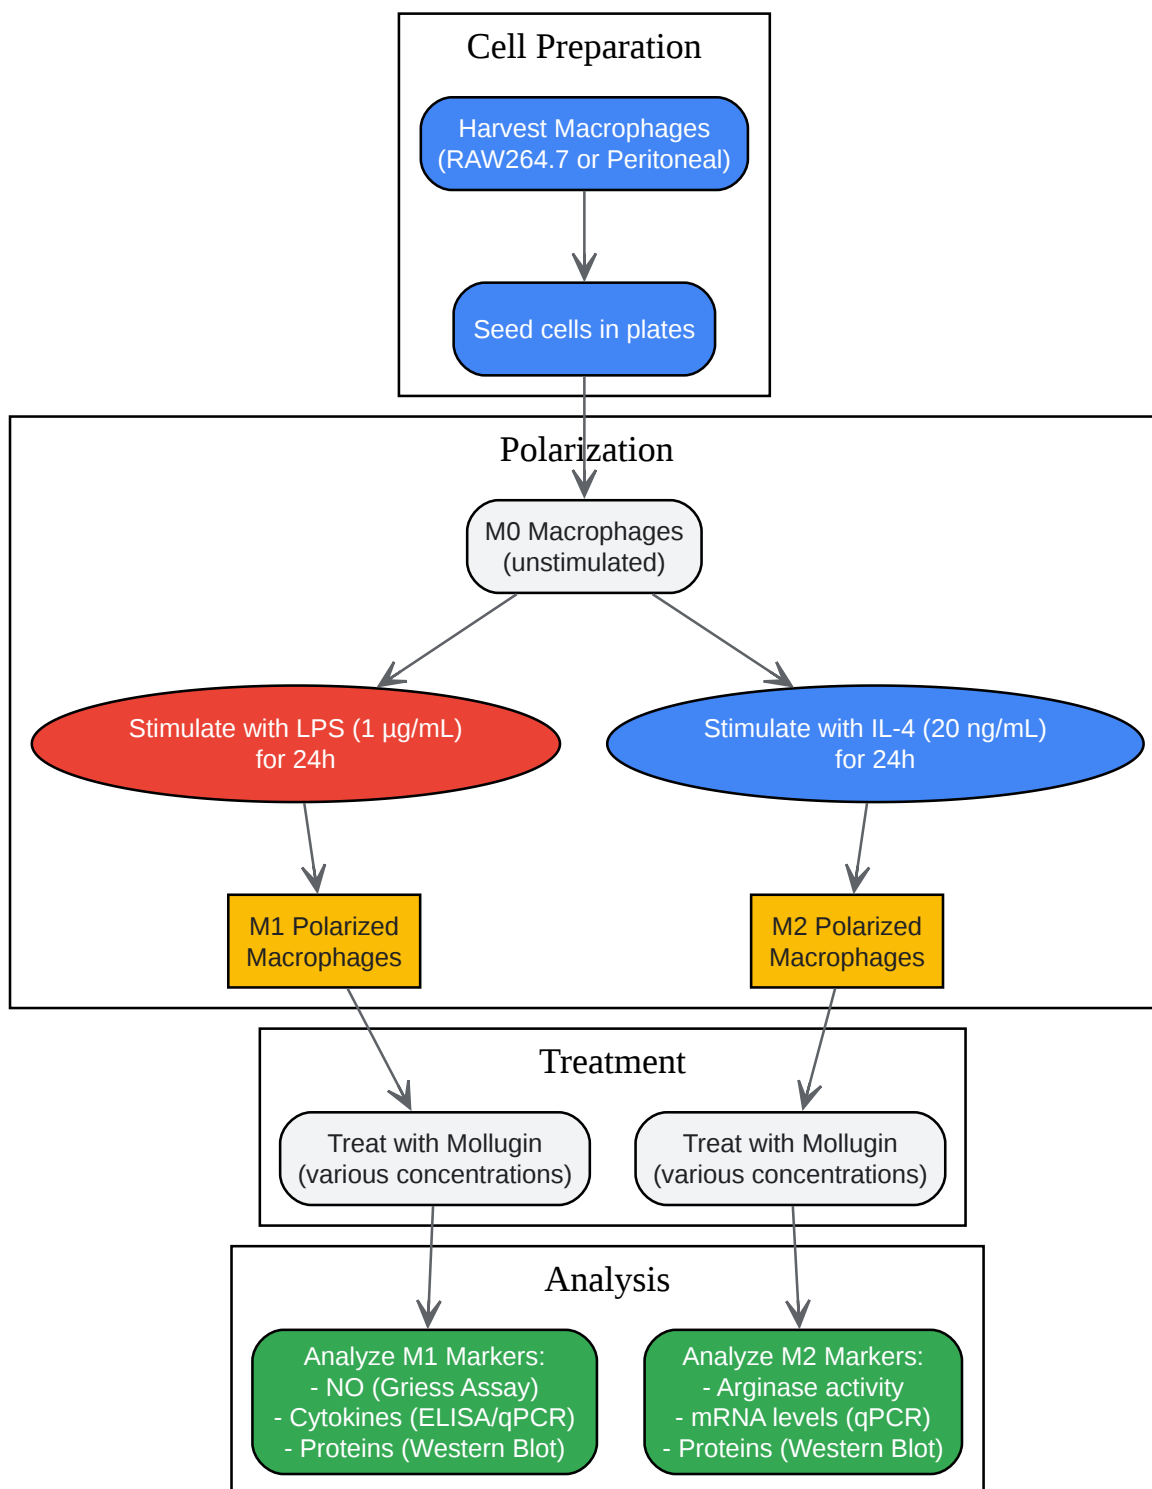 Cell Preparation
Harvest Macrophages
(RAW264.7 or Peritoneal)
Seed cells in plates
Polarization
M0 Macrophages
(unstimulated)
Stimulate with LPS (1 µg/mL)
for 24h
Stimulate with IL-4 (20 ng/mL)
for 24h
M1 Polarized
Macrophages
M2 Polarized
Macrophages
Treatment
Treat with Mollugin
(various concentrations)
Treat with Mollugin
(various concentrations)
Analysis
Analyze M1 Markers:
- NO (Griess Assay)
- Cytokines (ELISA/qPCR)
- Proteins (Western Blot)
Analyze M2 Markers:
- Arginase activity
- mRNA levels (qPCR)
- Proteins (Western Blot)